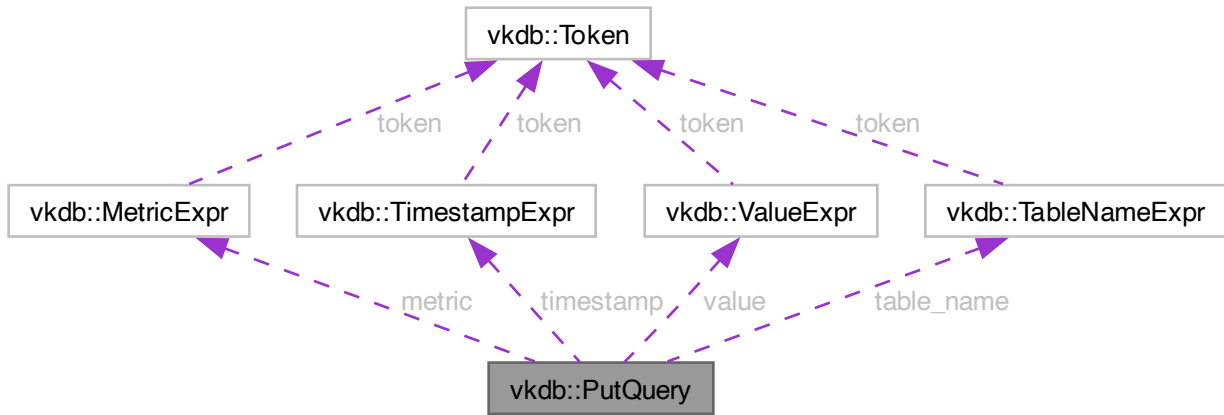 vkdb::Token
token token token token
vkdb::MetricExpr vkdb::TimestampExpr vkdb::ValueExpr vkdb::TableNameExpr
metric timestamp value table_name
vkdb::PutQuery